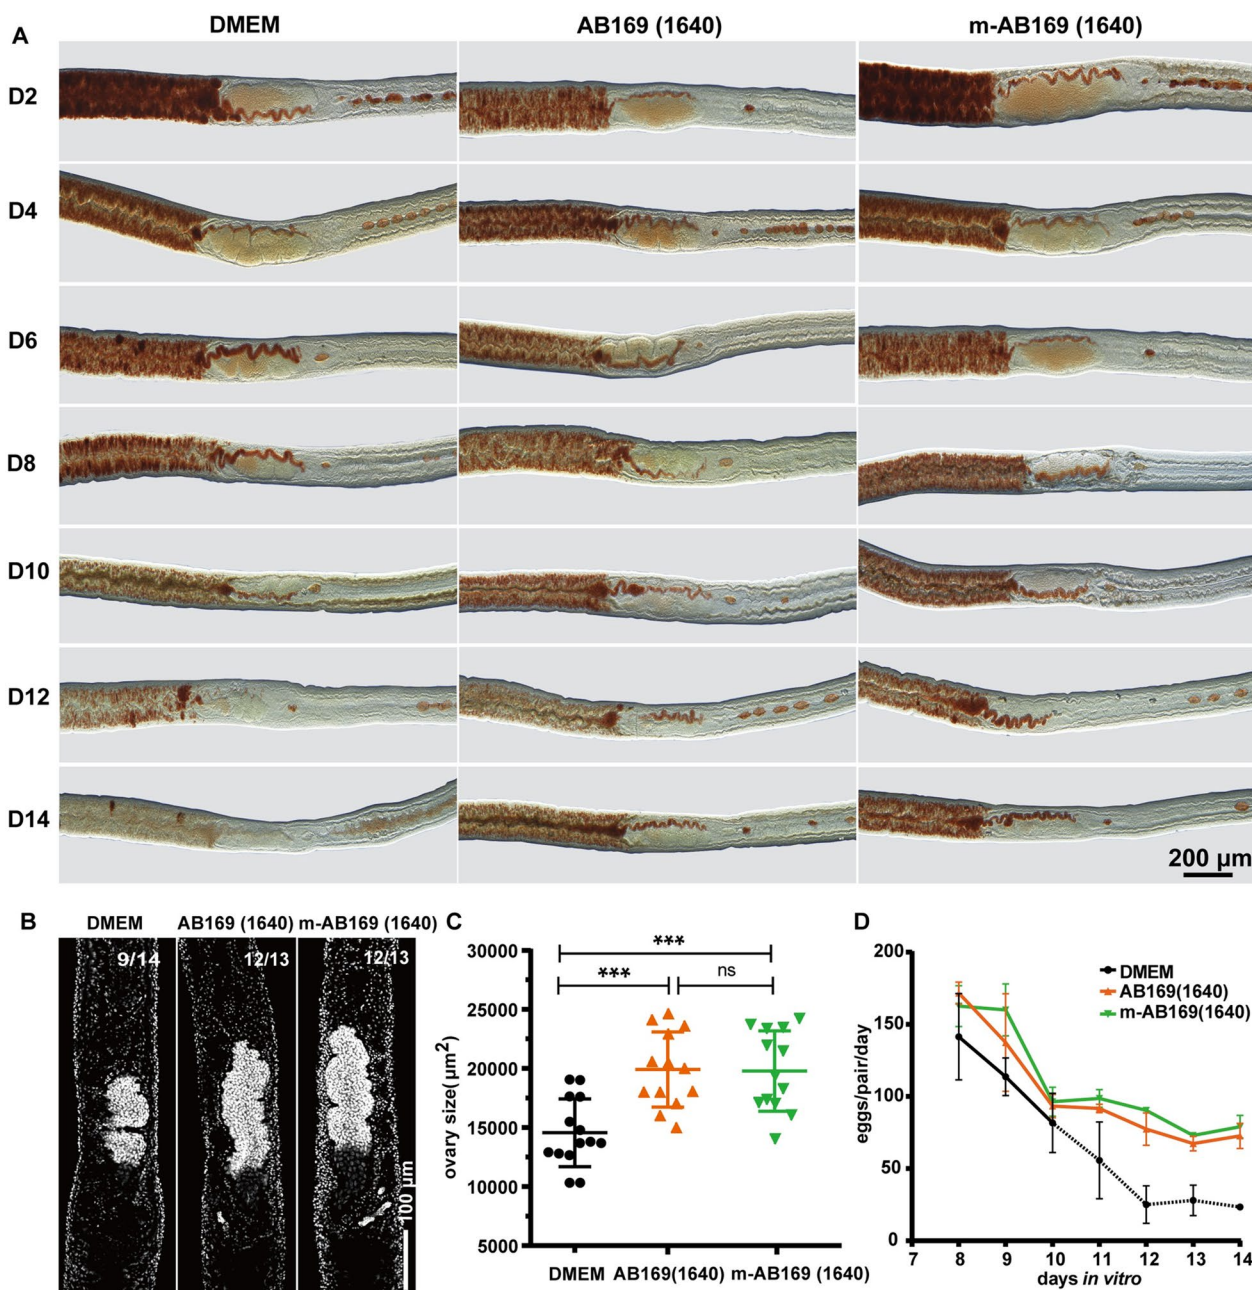 A
DMEM
AB169 (1640)
m-AB169 (1640)
D2
D4
D6
D8
D10
D12
D14
200 µm
B
DMEM
AB169 (1640)
m-AB169 (1640)
9/14
12/13
12/13
100 µm
C
ovary size(µm²)
30000
25000
20000
15000
10000
5000
***
***
ns
DMEM
AB169(1640)
m-AB169 (1640)
D
eggs/pair/day
200
150
100
50
0
DMEM
AB169(1640)
m-AB169(1640)
7 8 9 10 11 12 13 14
days in vitro